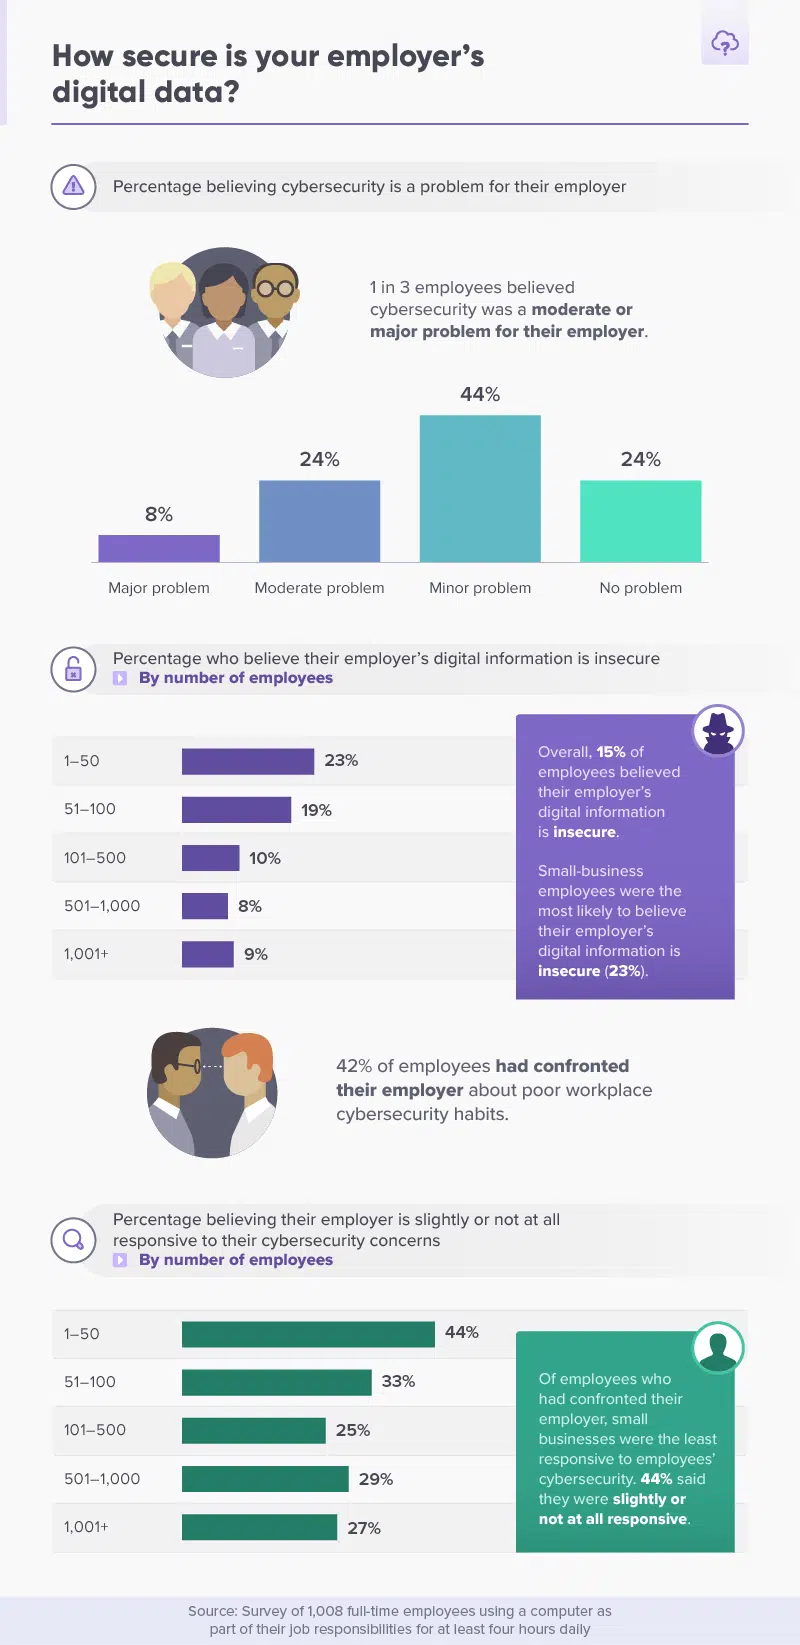 How secure is your employer's
digital data?
Percentage believing cybersecurity is a problem for their employer
1 in 3 employees believed
cybersecurity was a moderate or
major problem for their employer.
8%
24%
44%
24%
Major problem
Moderate problem
Minor problem
No problem
Percentage who believe their employer's digital information is insecure
By number of employees
1–50 23%
51–100 19%
101–500 10%
501–1,000 8%
1,001+ 9%
Overall, 15% of
employees believed
their employer's
digital information
is insecure.
Small-business
employees were the
most likely to believe
their employer's
digital information is
insecure (23%).
42% of employees had confronted
their employer about poor workplace
cybersecurity habits.
Percentage believing their employer is slightly or not at all
responsive to their cybersecurity concerns
By number of employees
1–50 44%
51–100 33%
101–500 25%
501–1,000 29%
1,001+ 27%
Of employees who
had confronted their
employer, small
businesses were the least
responsive to employees'
cybersecurity. 44% said
they were slightly or
not at all responsive.
Source: Survey of 1,008 full-time employees using a computer as
part of their job responsibilities for at least four hours daily